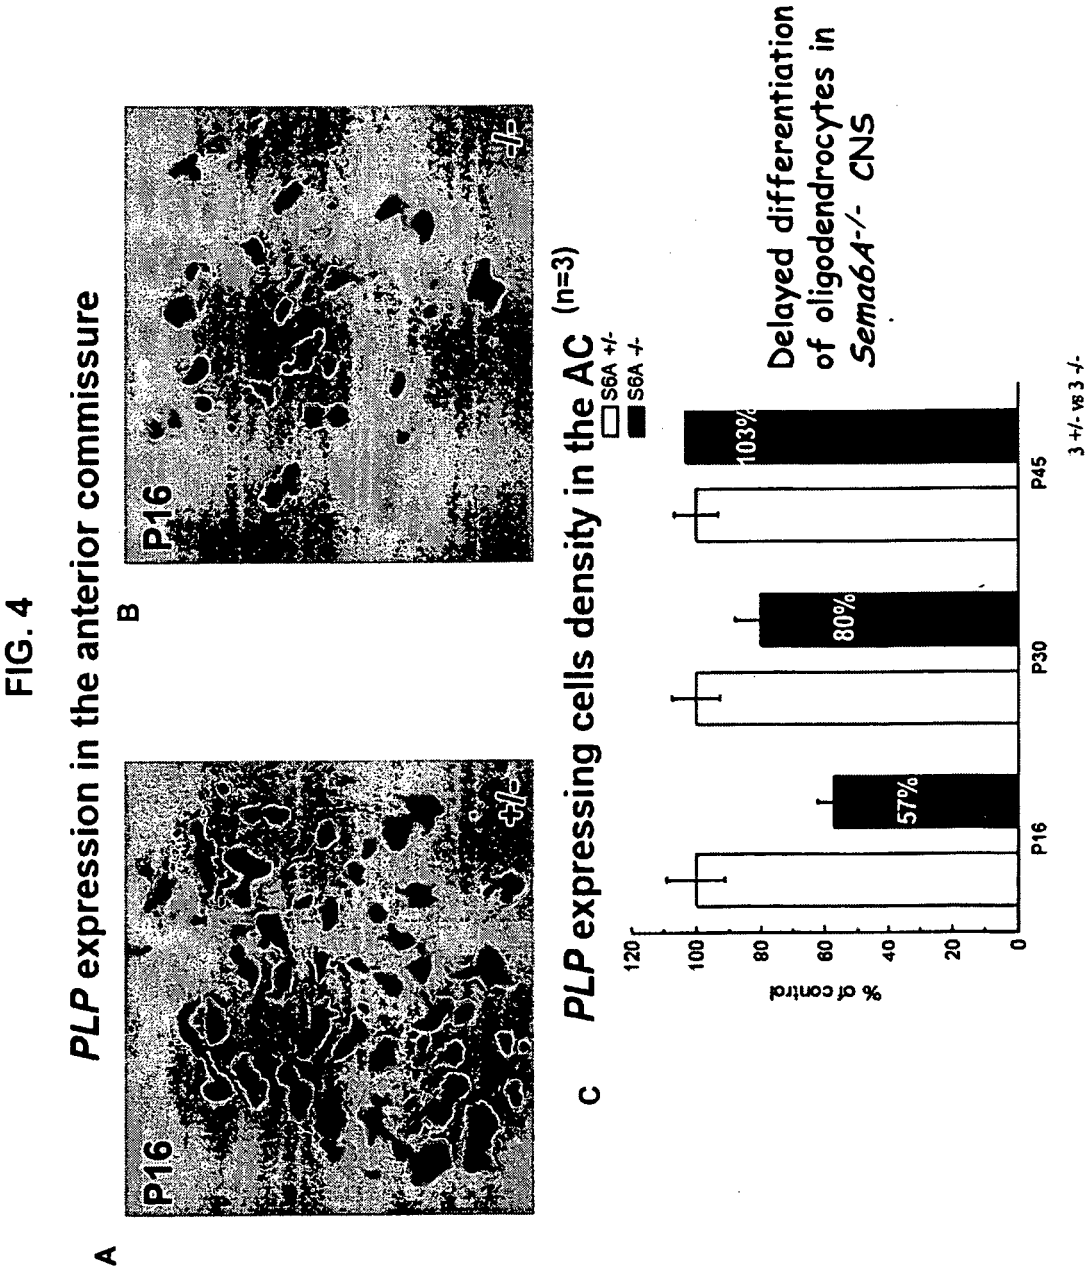 FIG. 4
PLP expression in the anterior commissure
A
P16
+/-
B
P16
-/-
C
PLP expressing cells density in the AC (n=3)
S6A +/-
S6A -/-
% of control
120
100
80
60
40
20
0
57%
80%
103%
P16
P30
P45
3 +/- vs 3 -/-
Delayed differentiation
of oligodendrocytes in
Sema6A-/- CNS